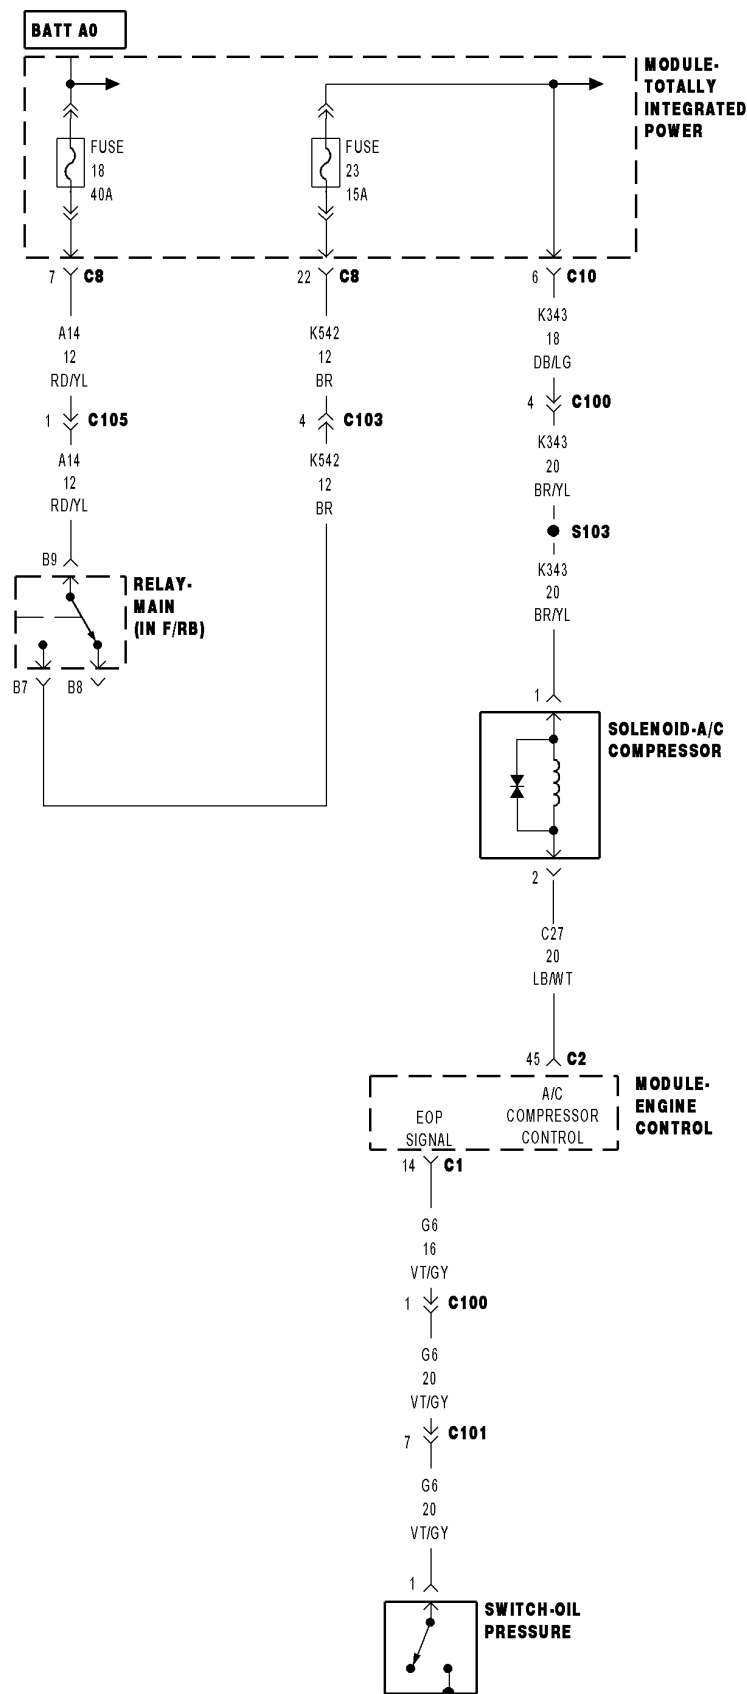 BATT A0
MODULE-
TOTALLY
INTEGRATED
POWER
FUSE
18
40A
FUSE
23
15A
7 C8
22 C8
6 C10
A14
12
RD/YL
K542
12
BR
K343
18
DB/LG
1 C105
4 C103
4 C100
A14
12
RD/YL
K542
12
BR
K343
20
BR/YL
S103
K343
20
BR/YL
B9
RELAY-
MAIN
(IN F/RB)
B7 B8
1
SOLENOID-A/C
COMPRESSOR
2
C27
20
LB/WT
45 C2
MODULE-
ENGINE
CONTROL
A/C
COMPRESSOR
CONTROL
EOP
SIGNAL
14 C1
G6
16
VT/GY
1 C100
G6
20
VT/GY
7 C101
G6
20
VT/GY
1
SWITCH-OIL
PRESSURE